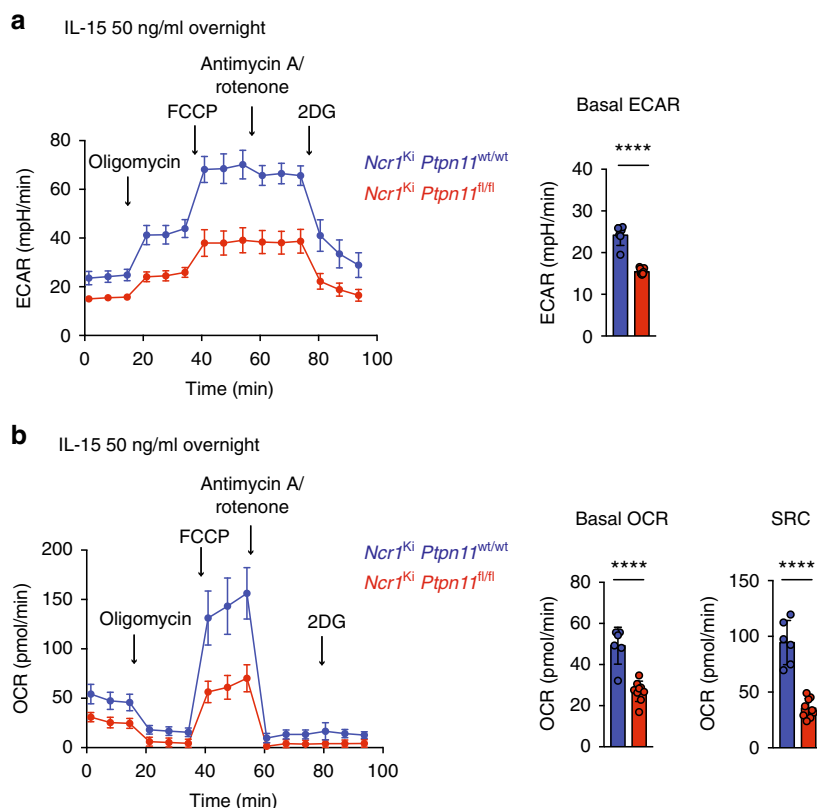 a
IL-15 50 ng/ml overnight
Antimycin A/
rotenone
FCCP
2DG
Oligomycin
Ncr1Ki Ptpn11wt/wt
Ncr1Ki Ptpn11fl/fl
80
60
40
20
0
ECAR (mpH/min)
0 20 40 60 80 100
Time (min)
Basal ECAR
****
40
30
20
10
0
ECAR (mpH/min)
b
IL-15 50 ng/ml overnight
Antimycin A/
rotenone
FCCP
Oligomycin
2DG
Ncr1Ki Ptpn11wt/wt
Ncr1Ki Ptpn11fl/fl
200
150
100
50
0
OCR (pmol/min)
0 20 40 60 80 100
Time (min)
Basal OCR
****
80
60
40
20
0
OCR (pmol/min)
SRC
****
150
100
50
0
OCR (pmol/min)